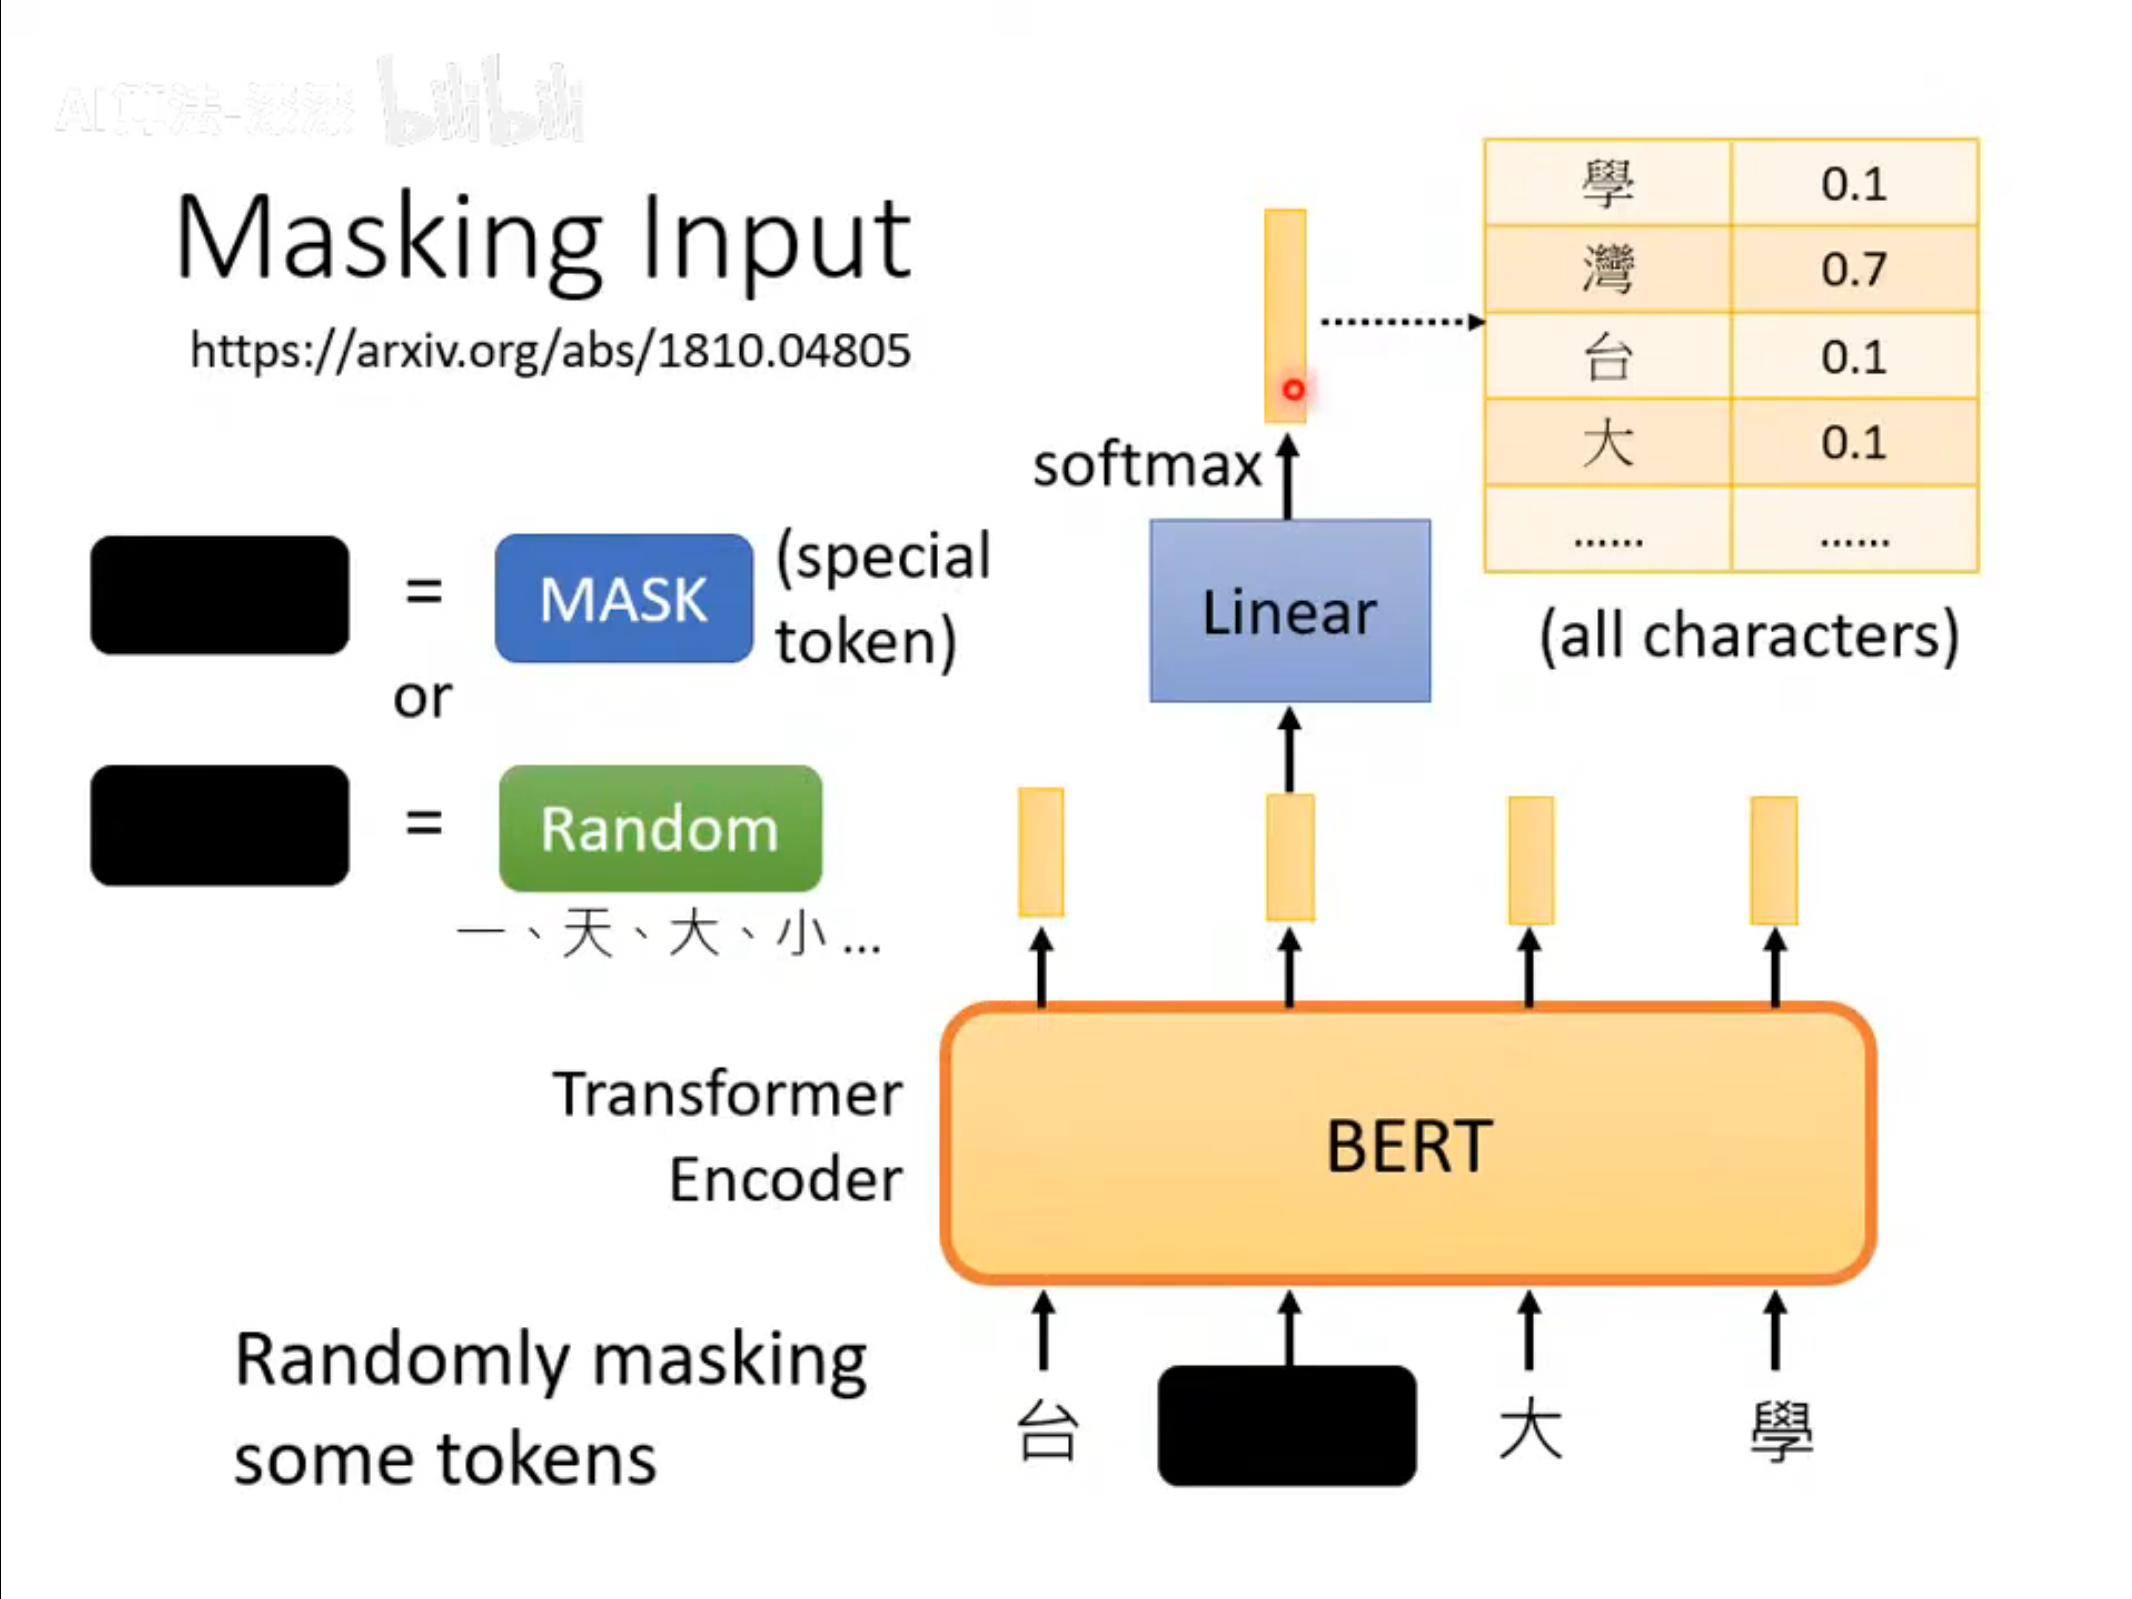 AI算法-漆漆 bilibili
Masking Input
https://arxiv.org/abs/1810.04805
學 0.1
灣 0.7
台 0.1
大 0.1
...... ......
(all characters)
softmax
Linear
= MASK (special
token)
or
= Random
一、天、大、小 ...
Transformer
Encoder
BERT
Randomly masking
some tokens
台 大 學